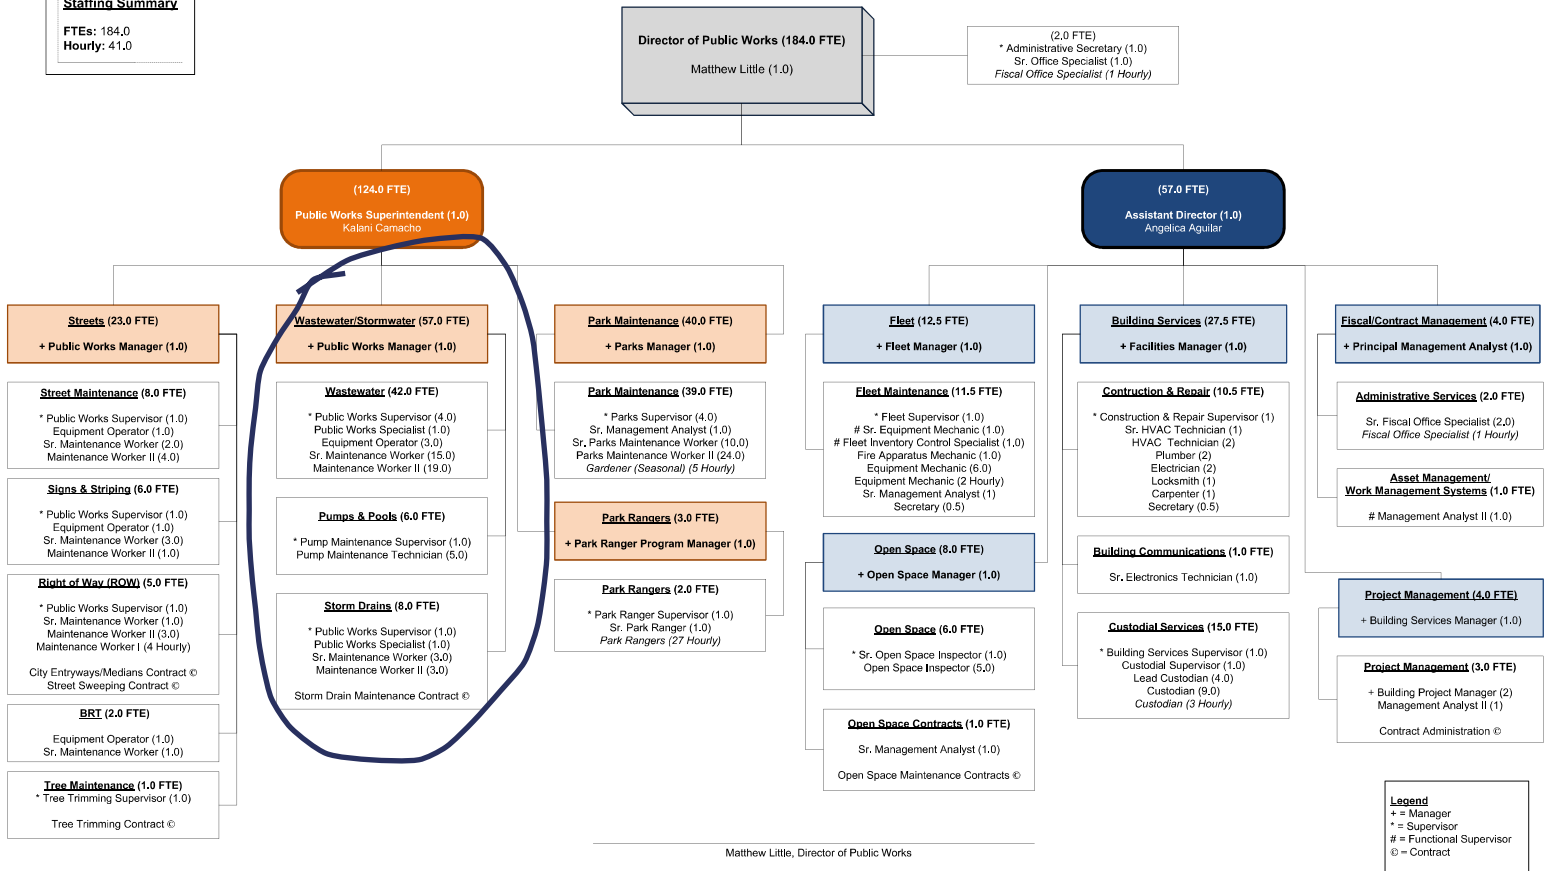 Staffing Summary
FTEs: 184.0
Hourly: 41.0
Director of Public Works (184.0 FTE)
Matthew Little (1.0)
(2.0 FTE)
* Administrative Secretary (1.0)
Sr. Office Specialist (1.0)
Fiscal Office Specialist (1 Hourly)
(124.0 FTE)
Public Works Superintendent (1.0)
Kalani Camacho
(57.0 FTE)
Assistant Director (1.0)
Angelica Aguilar
Streets (23.0 FTE)
+ Public Works Manager (1.0)
Street Maintenance (8.0 FTE)
* Public Works Supervisor (1.0)
Equipment Operator (1.0)
Sr. Maintenance Worker (2.0)
Maintenance Worker II (4.0)
Signs & Striping (6.0 FTE)
* Public Works Supervisor (1.0)
Equipment Operator (1.0)
Sr. Maintenance Worker (3.0)
Maintenance Worker II (1.0)
Right of Way (ROW) (5.0 FTE)
* Public Works Supervisor (1.0)
Sr. Maintenance Worker (1.0)
Maintenance Worker II (3.0)
Maintenance Worker I (4 Hourly)
City Entryways/Medians Contract ©
Street Sweeping Contract ©
BRT (2.0 FTE)
Equipment Operator (1.0)
Sr. Maintenance Worker (1.0)
Tree Maintenance (1.0 FTE)
* Tree Trimming Supervisor (1.0)
Tree Trimming Contract ©
Wastewater/Stormwater (57.0 FTE)
+ Public Works Manager (1.0)
Wastewater (42.0 FTE)
* Public Works Supervisor (4.0)
Public Works Specialist (1.0)
Equipment Operator (3.0)
Sr. Maintenance Worker (15.0)
Maintenance Worker II (19.0)
Pumps & Pools (6.0 FTE)
* Pump Maintenance Supervisor (1.0)
Pump Maintenance Technician (5.0)
Storm Drains (8.0 FTE)
* Public Works Supervisor (1.0)
Public Works Specialist (1.0)
Sr. Maintenance Worker (3.0)
Maintenance Worker II (3.0)
Storm Drain Maintenance Contract ©
Park Maintenance (40.0 FTE)
+ Parks Manager (1.0)
Park Maintenance (39.0 FTE)
* Parks Supervisor (4.0)
Sr. Management Analyst (1.0)
Sr. Parks Maintenance Worker (10.0)
Parks Maintenance Worker II (24.0)
Gardener (Seasonal) (5 Hourly)
Park Rangers (3.0 FTE)
+ Park Ranger Program Manager (1.0)
Park Rangers (2.0 FTE)
* Park Ranger Supervisor (1.0)
Sr. Park Ranger (1.0)
Park Rangers (27 Hourly)
Fleet (12.5 FTE)
+ Fleet Manager (1.0)
Fleet Maintenance (11.5 FTE)
* Fleet Supervisor (1.0)
# Sr. Equipment Mechanic (1.0)
# Fleet Inventory Control Specialist (1.0)
Fire Apparatus Mechanic (1.0)
Equipment Mechanic (6.0)
Equipment Mechanic (2 Hourly)
Sr. Management Analyst (1)
Secretary (0.5)
Open Space (8.0 FTE)
+ Open Space Manager (1.0)
Open Space (6.0 FTE)
* Sr. Open Space Inspector (1.0)
Open Space Inspector (5.0)
Open Space Contracts (1.0 FTE)
Sr. Management Analyst (1.0)
Open Space Maintenance Contracts ©
Building Services (27.5 FTE)
+ Facilities Manager (1.0)
Contruction & Repair (10.5 FTE)
* Construction & Repair Supervisor (1)
Sr. HVAC Technician (1)
HVAC Technician (2)
Plumber (2)
Electrician (2)
Locksmith (1)
Carpenter (1)
Secretary (0.5)
Building Communications (1.0 FTE)
Sr. Electronics Technician (1.0)
Custodial Services (15.0 FTE)
* Building Services Supervisor (1.0)
Custodial Supervisor (1.0)
Lead Custodian (4.0)
Custodian (9.0)
Custodian (3 Hourly)
Fiscal/Contract Management (4.0 FTE)
+ Principal Management Analyst (1.0)
Administrative Services (2.0 FTE)
Sr. Fiscal Office Specialist (2.0)
Fiscal Office Specialist (1 Hourly)
Asset Management/
Work Management Systems (1.0 FTE)
# Management Analyst II (1.0)
Project Management (4.0 FTE)
+ Building Services Manager (1.0)
Project Management (3.0 FTE)
+ Building Project Manager (2)
Management Analyst II (1)
Contract Administration ©
Legend
+ = Manager
* = Supervisor
# = Functional Supervisor
© = Contract
Matthew Little, Director of Public Works